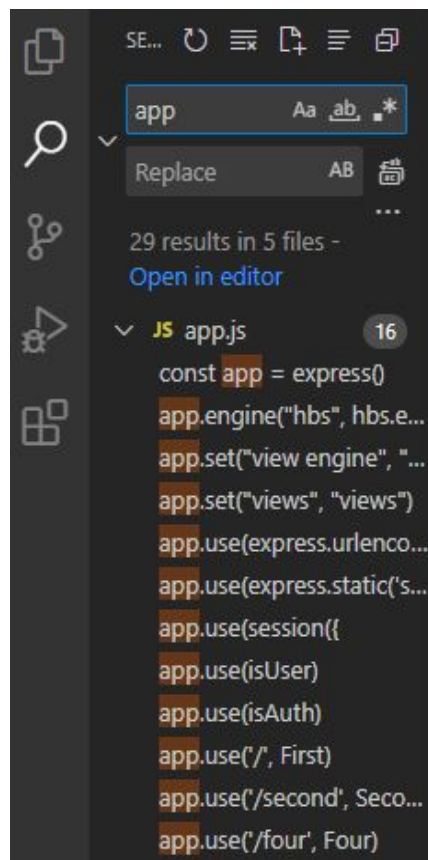 SE...
app Aa ab .*
Replace AB
...
29 results in 5 files -
Open in editor
JS app.js 16
const app = express()
app.engine("hbs", hbs.e...
app.set("view engine", "...
app.set("views", "views")
app.use(express.urlenco...
app.use(express.static('s...
app.use(session({
app.use(isUser)
app.use(isAuth)
app.use('/', First)
app.use('/second', Seco...
app.use('/four', Four)